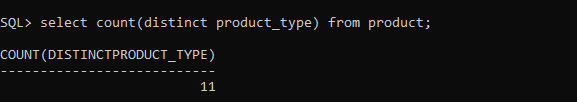 SQL> select count(distinct product_type) from product;
COUNT(DISTINCTPRODUCT_TYPE)
---------------------------
11